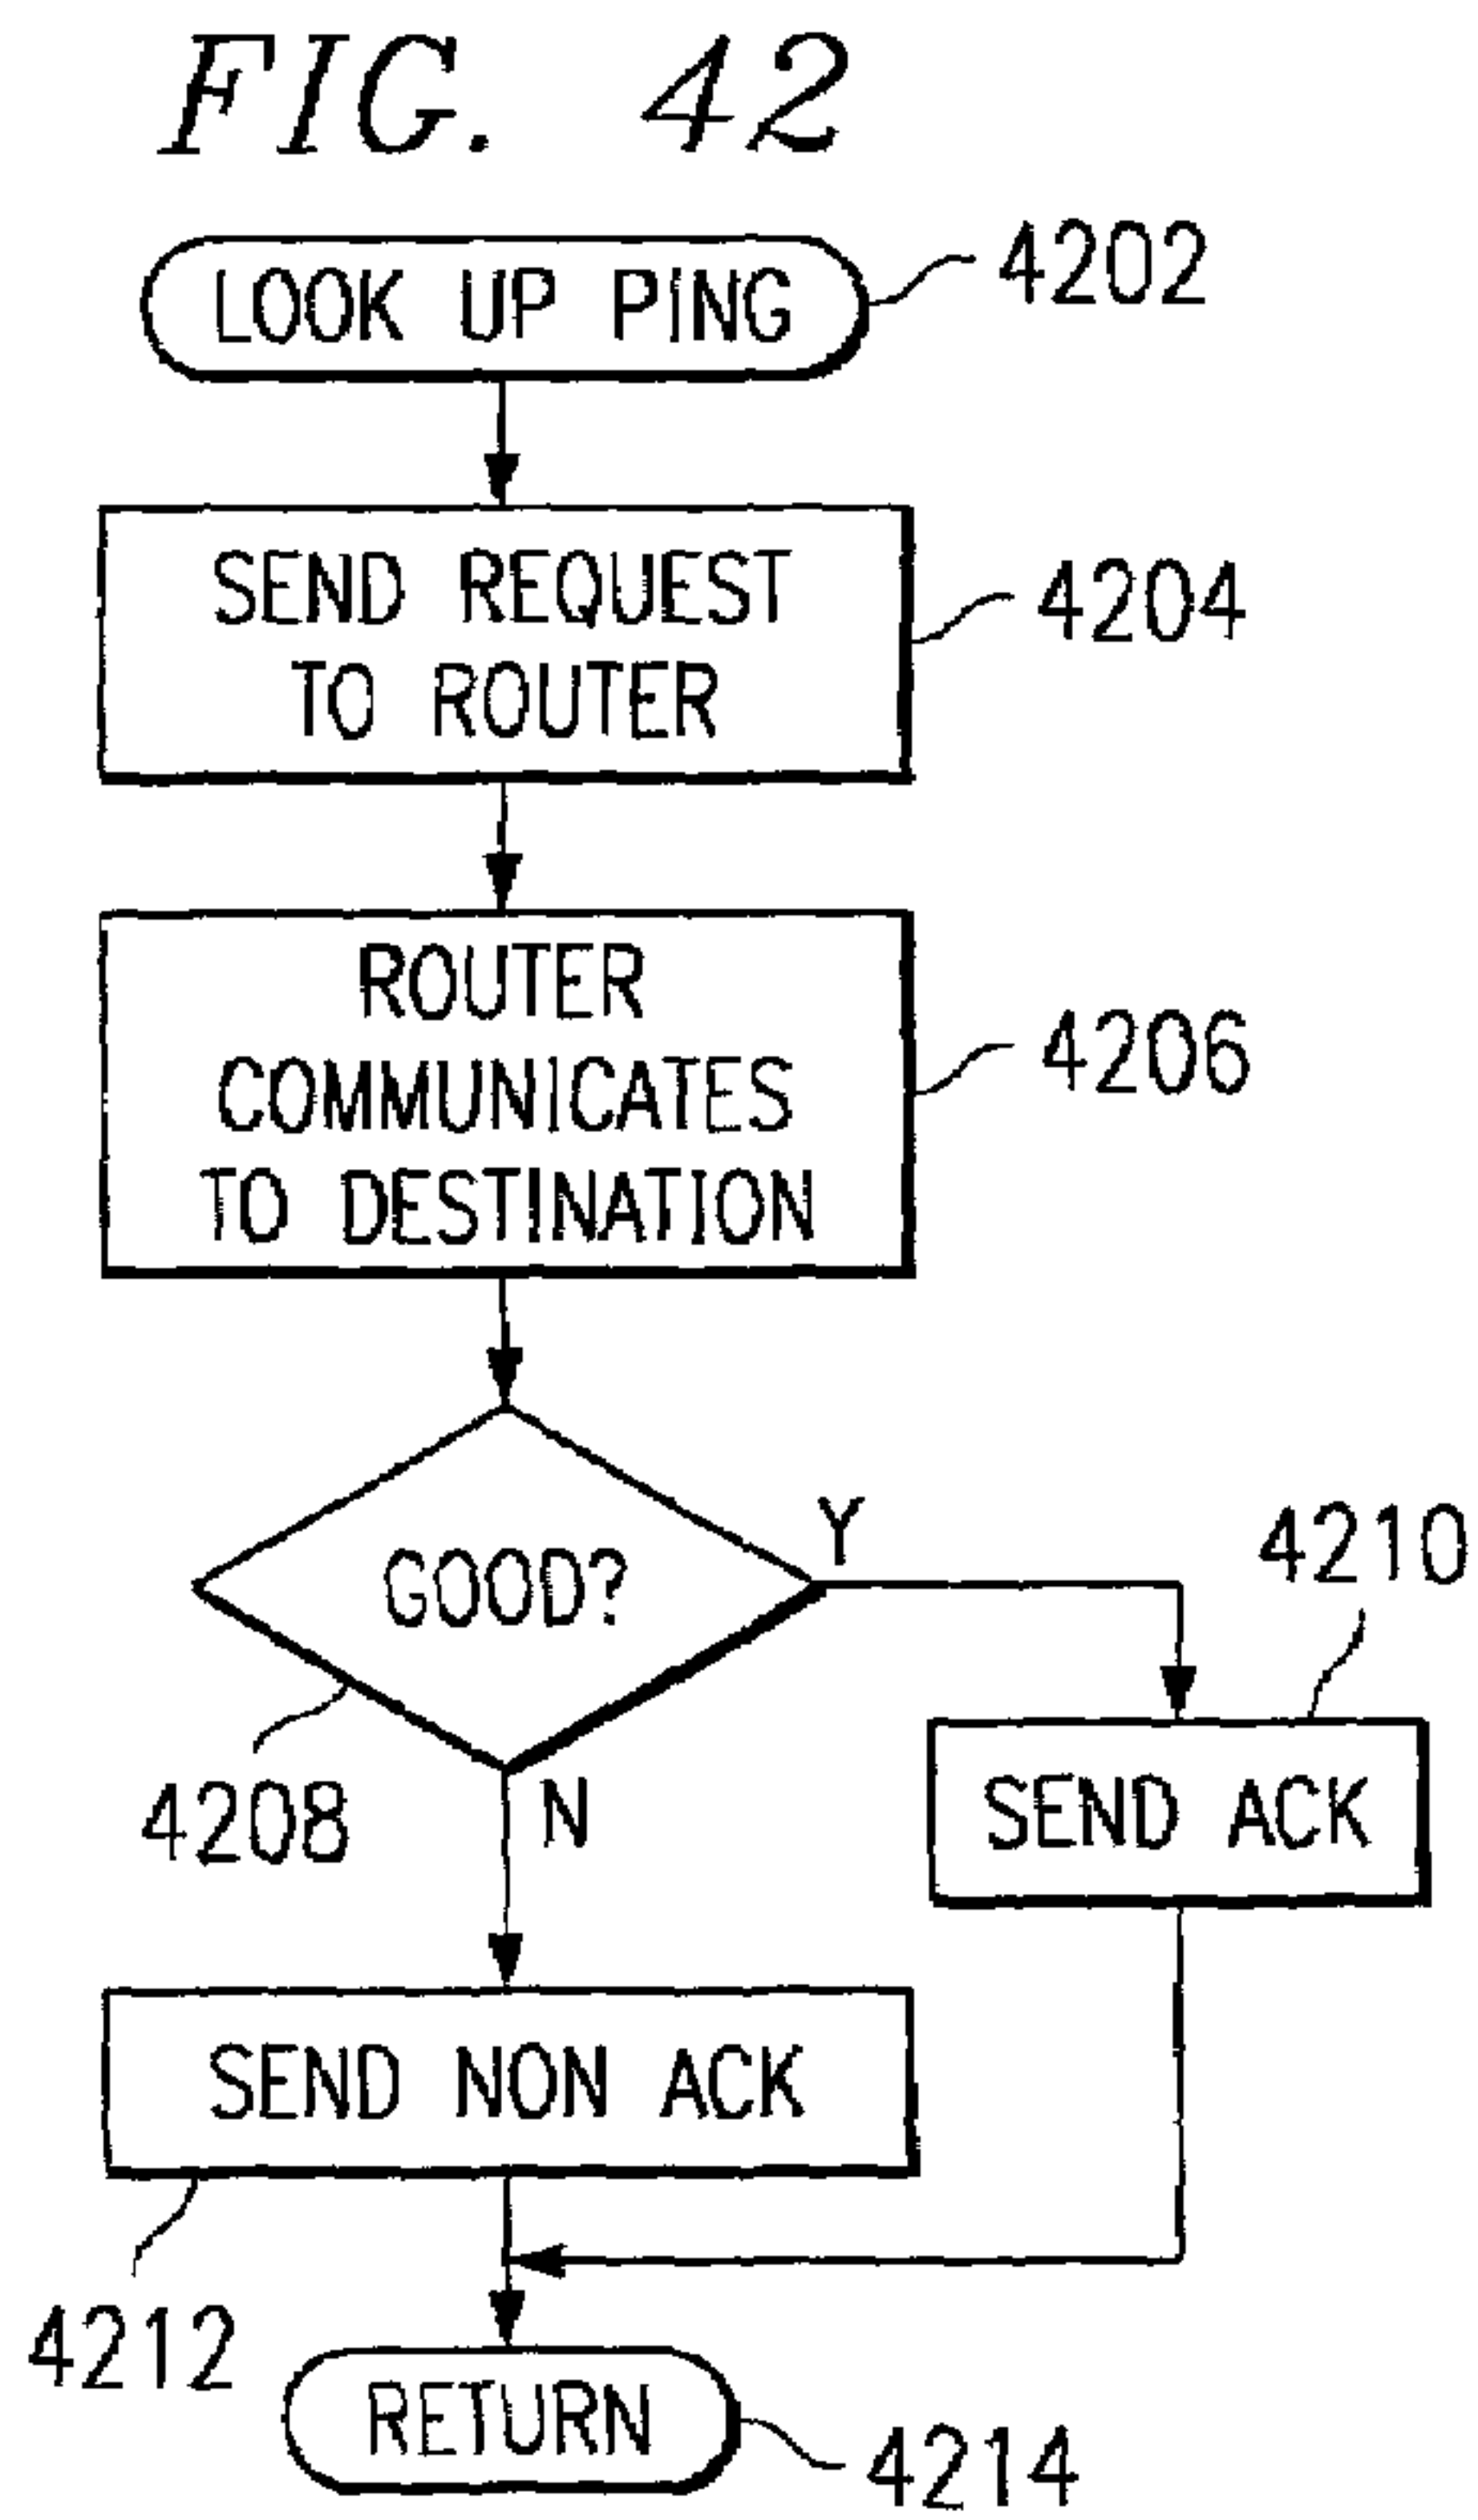 FIG. 42
LOOK UP PING
4202
SEND REQUEST
TO ROUTER
4204
ROUTER
COMMUNICATES
TO DESTINATION
4206
GOOD?
Y
4210
4208
N
SEND ACK
SEND NON ACK
4212
RETURN
4214